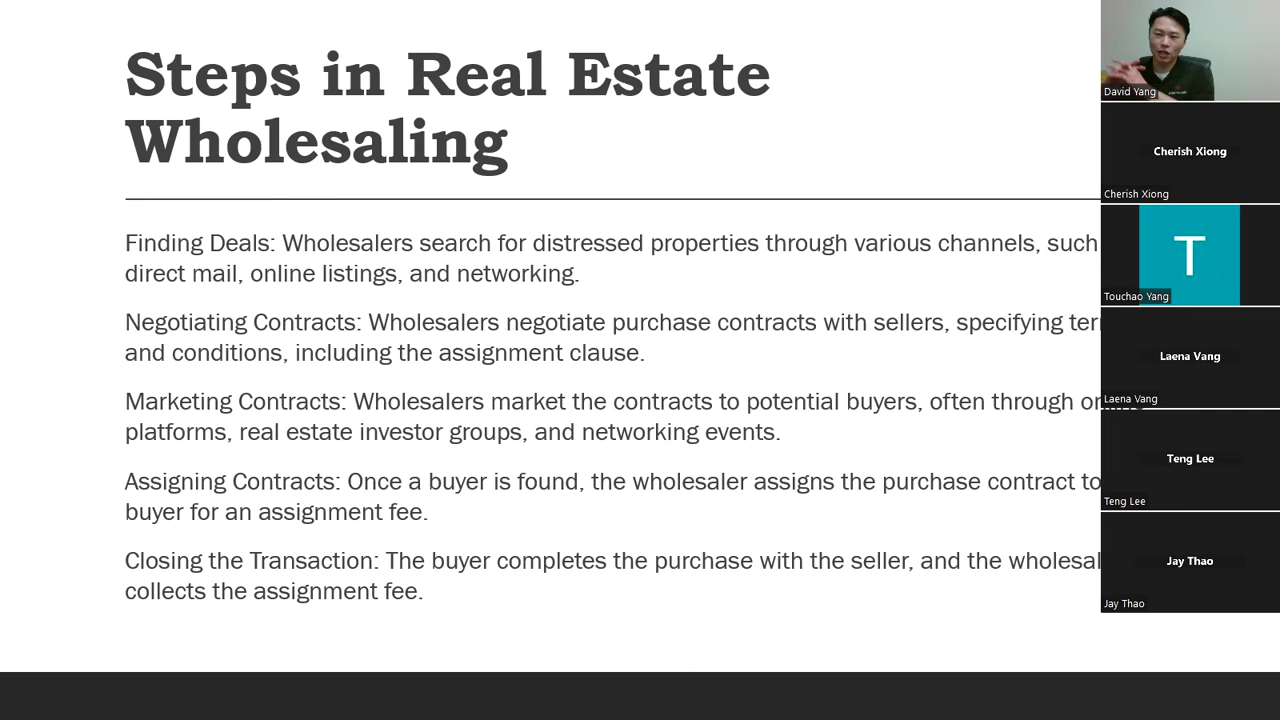 Steps in Real Estate
Wholesaling
Finding Deals: Wholesalers search for distressed properties through various channels, such
direct mail, online listings, and networking.
Negotiating Contracts: Wholesalers negotiate purchase contracts with sellers, specifying
and conditions, including the assignment clause.
Marketing Contracts: Wholesalers market the contracts to potential buyers, often through
platforms, real estate investor groups, and networking events.
Assigning Contracts: Once a buyer is found, the wholesaler assigns the purchase contract to
buyer for an assignment fee.
Closing the Transaction: The buyer completes the purchase with the seller, and the
collects the assignment fee.
David Yang
Cherish Xiong
Cherish Xiong
T
Touchao Yang
Laena Vang
Laena Vang
Teng Lee
Teng Lee
Jay Thao
Jay Thao